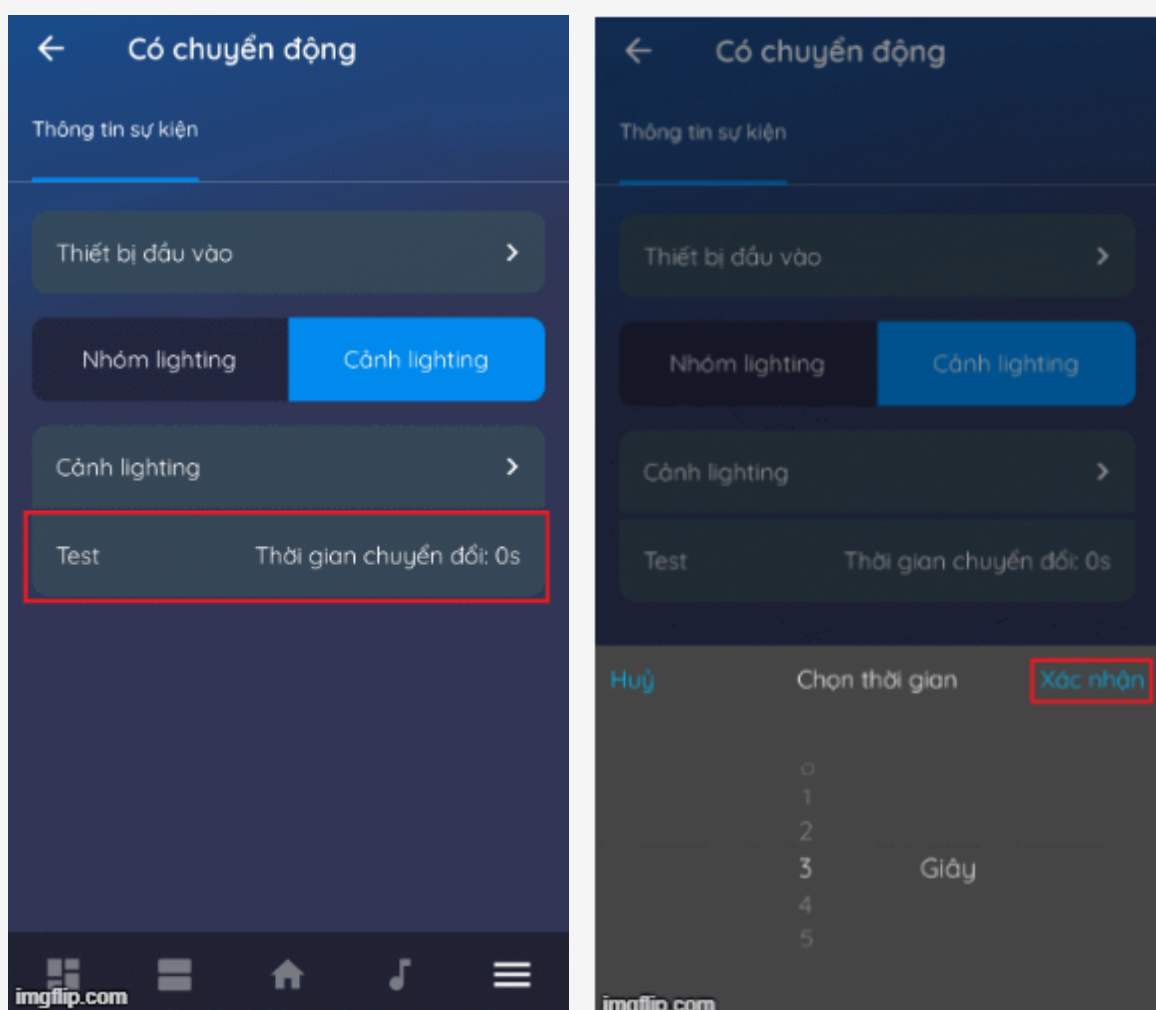 Có chuyển động
Thông tin sự kiện
Thiết bị đầu vào
Nhóm lighting
Cảnh lighting
Cảnh lighting
Test
Thời gian chuyển đổi: 0s
imgflip.com
Có chuyển động
Thông tin sự kiện
Thiết bị đầu vào
Nhóm lighting
Cảnh lighting
Cảnh lighting
Test
Thời gian chuyển đổi: 0s
Huỷ
Chọn thời gian
Xác nhận
0
1
2
3 Giây
4
5
imgflip.com